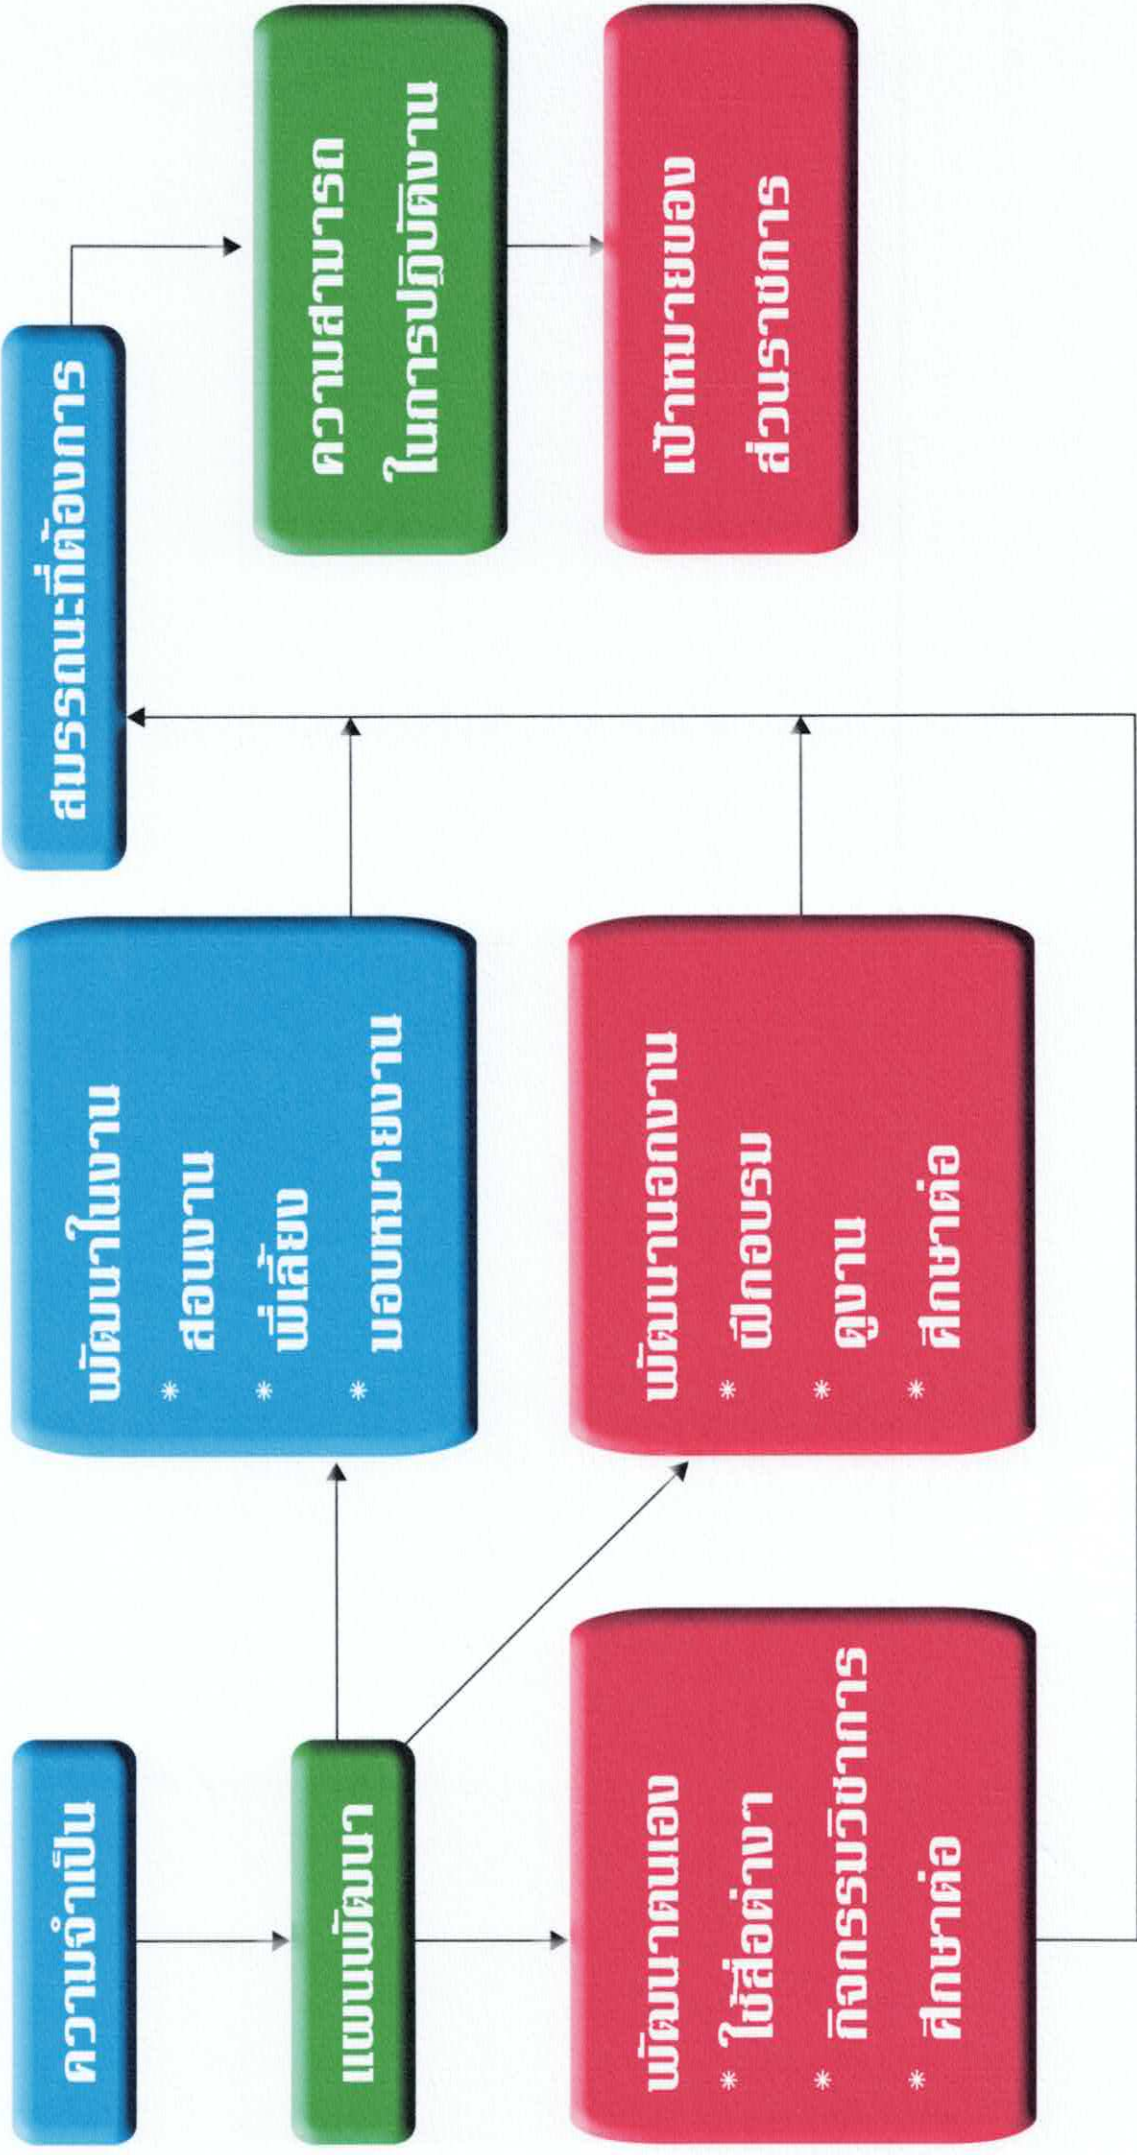 ความจำเป็น
แผนพัฒนา
พัฒนาตนเอง
* ใช้สื่อต่างๆ
* กิจกรรมวิชาการ
* ศึกษาต่อ
พัฒนาในงาน
* สอนงาน
* พี่เลี้ยง
* มอบหมายงาน
พัฒนานอกงาน
* ฝึกอบรม
* ดูงาน
* ศึกษาต่อ
สมรรถนะที่ต้องการ
ความสามารถ
ในการปฏิบัติงาน
เป้าหมายของ
ส่วนราชการ